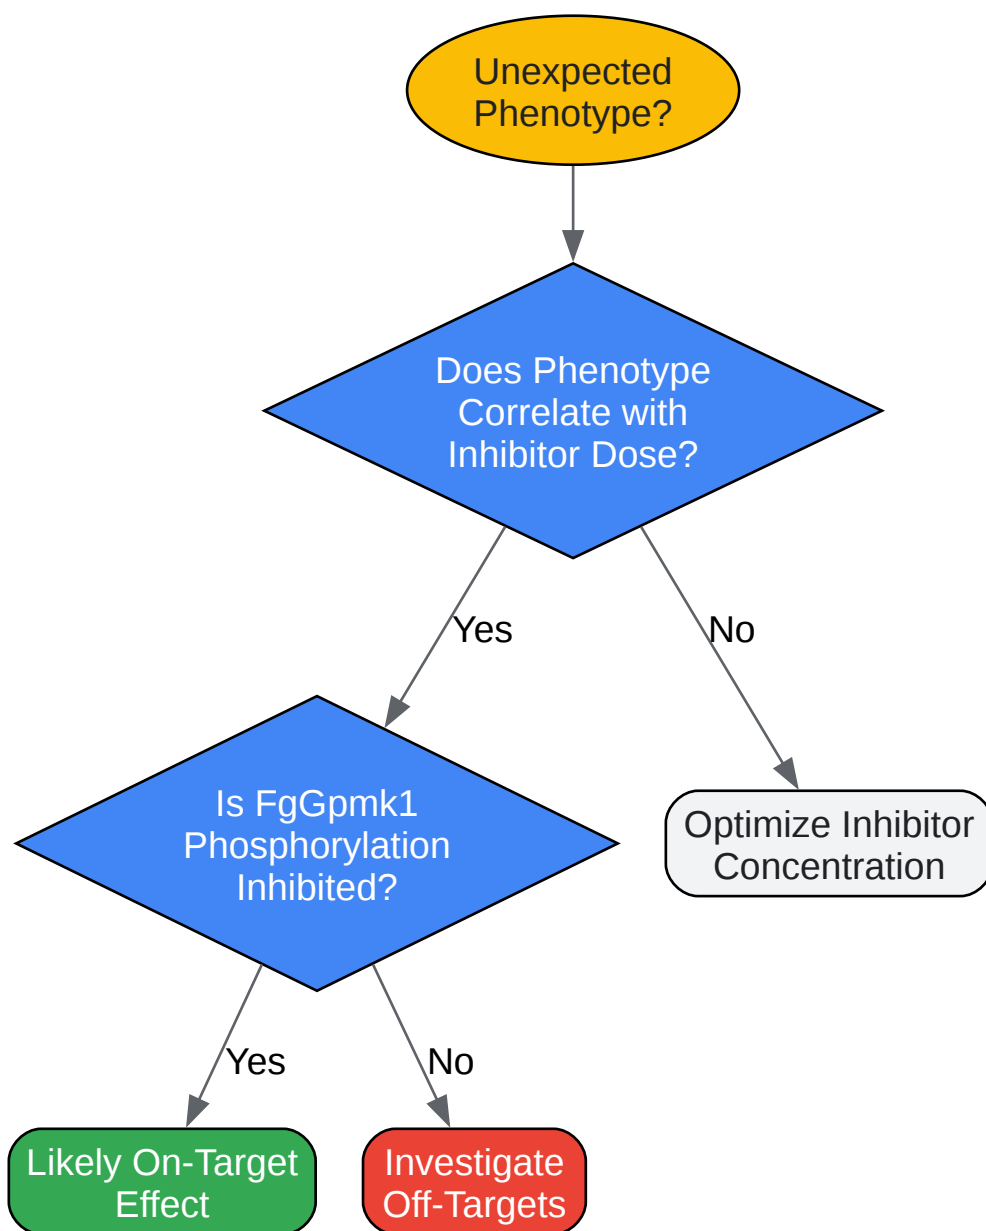 Unexpected
Phenotype?
Does Phenotype
Correlate with
Inhibitor Dose?
Yes
No
Is FgGpmk1
Phosphorylation
Inhibited?
Optimize Inhibitor
Concentration
Yes
No
Likely On-Target
Effect
Investigate
Off-Targets